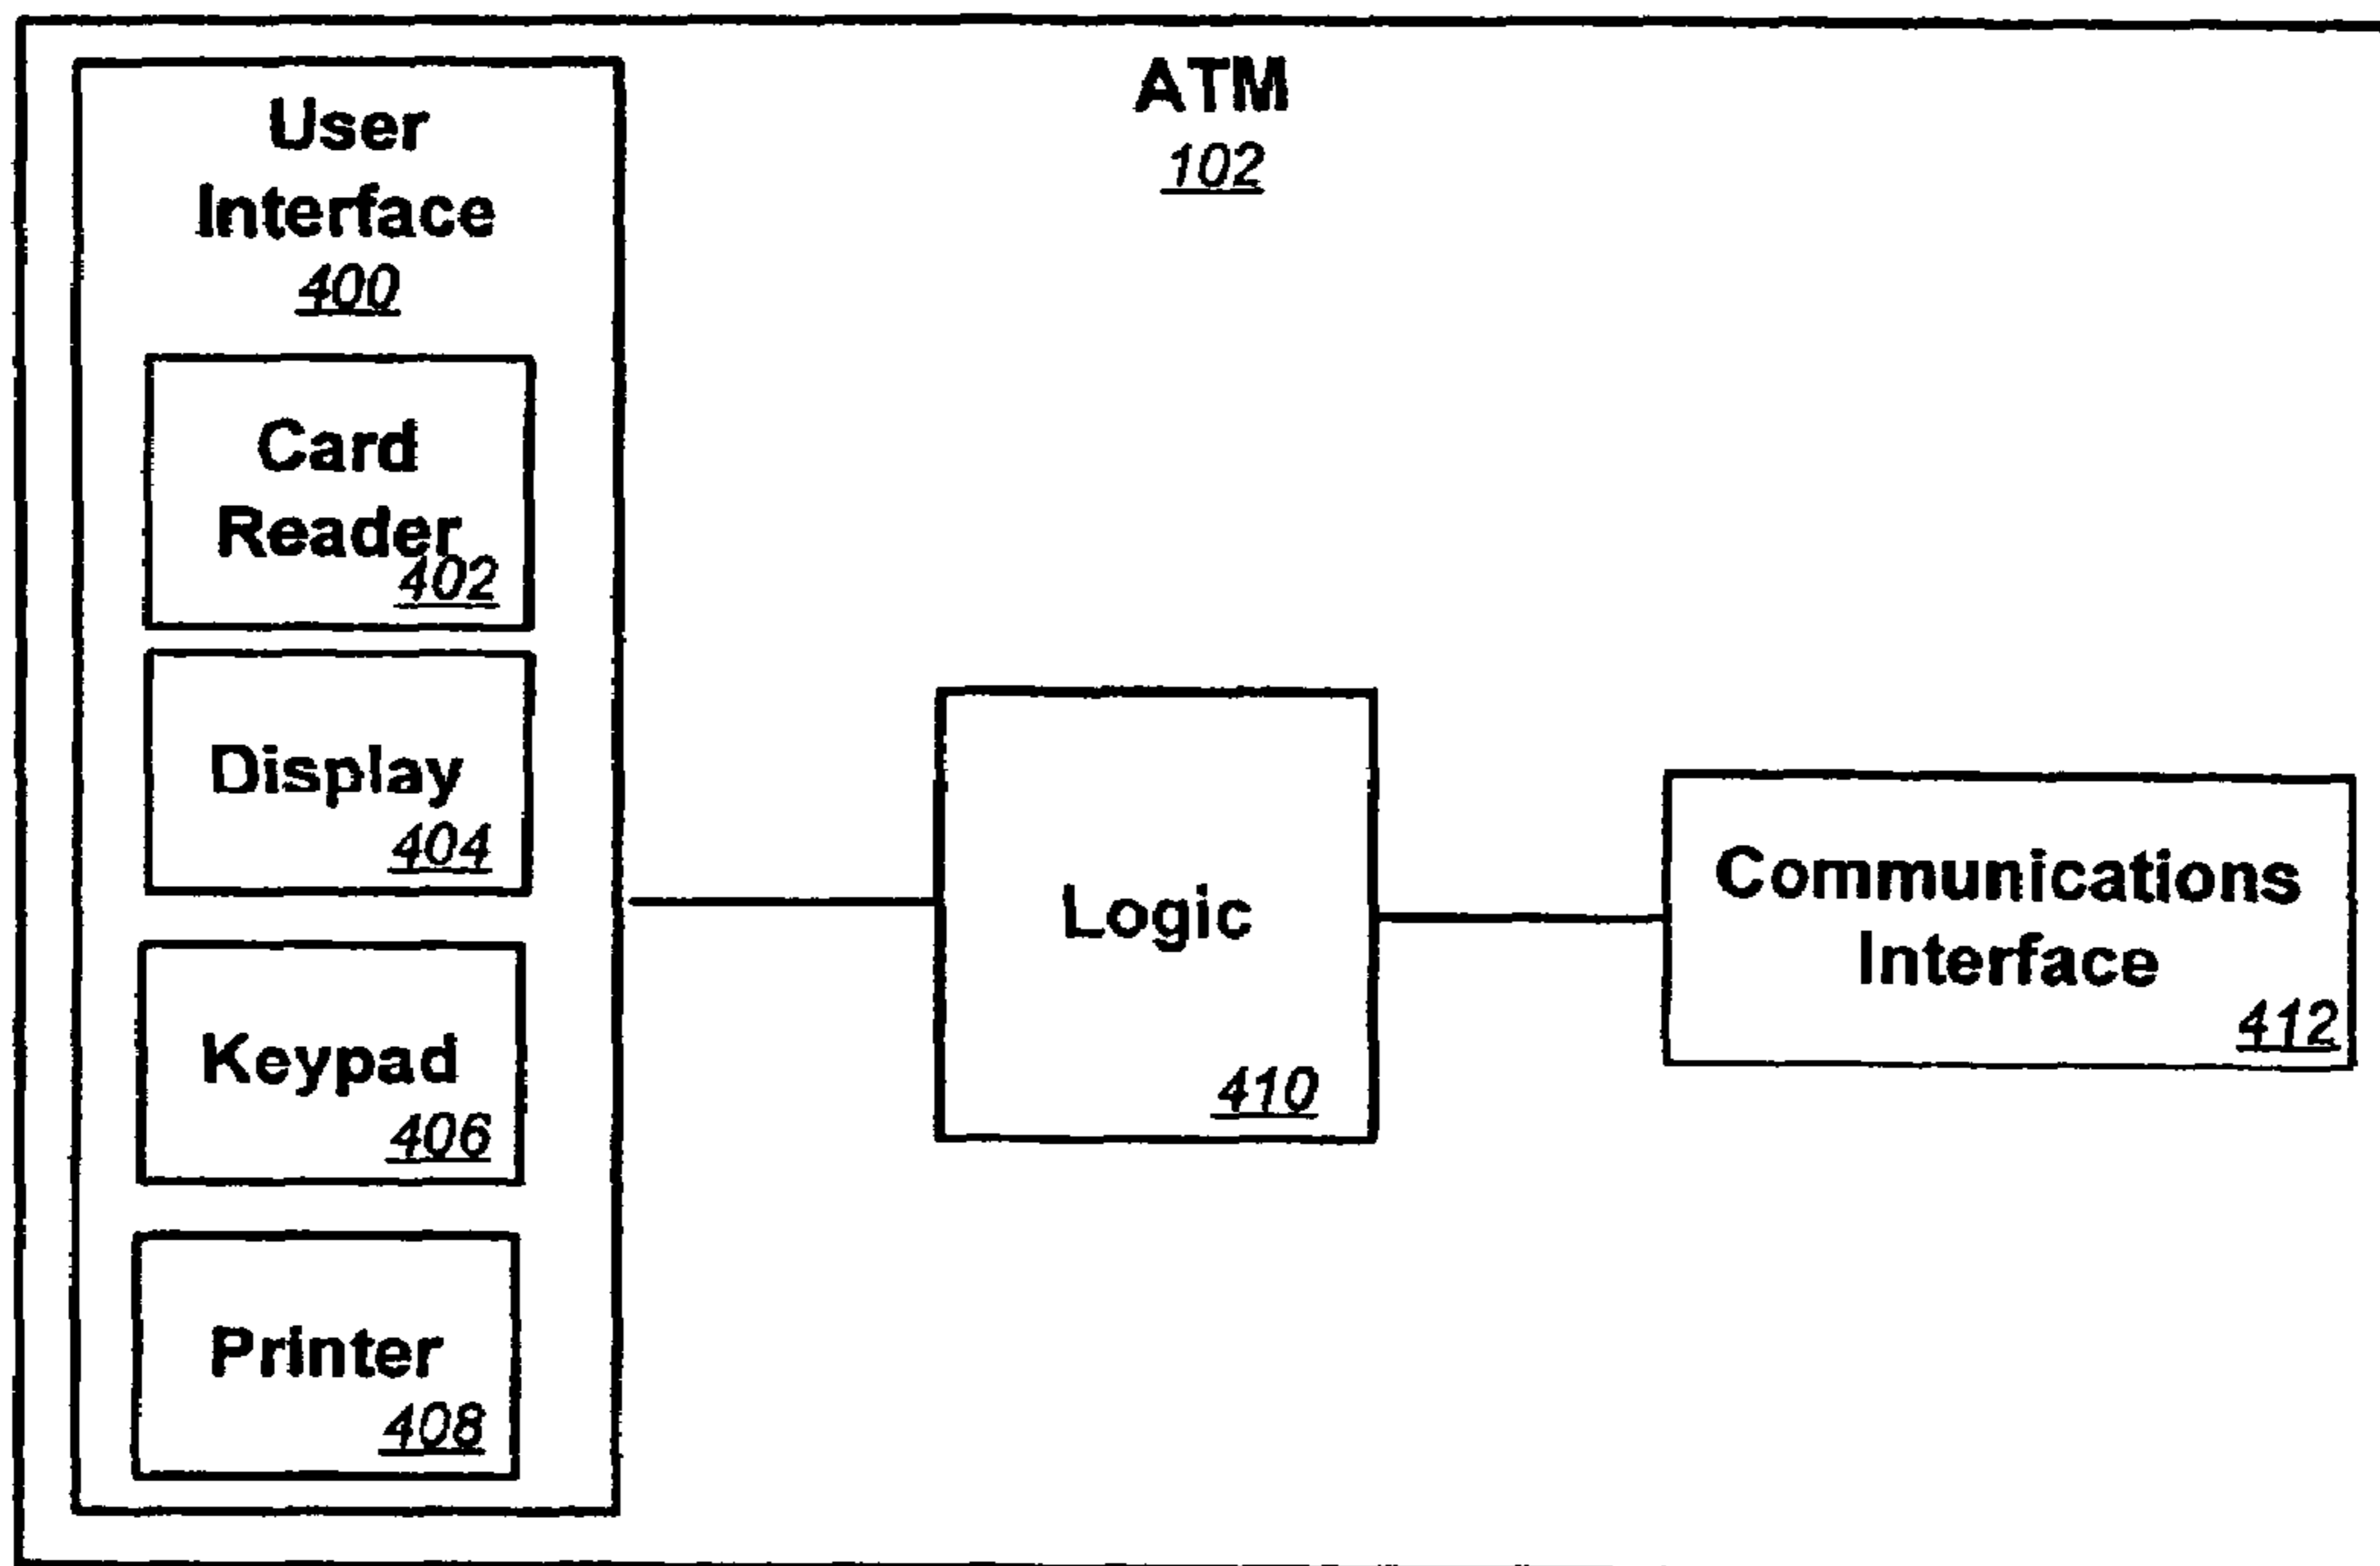 ATM
102
User
Interface
400
Card
Reader
402
Display
404
Keypad
406
Printer
408
Logic
410
Communications
Interface
412